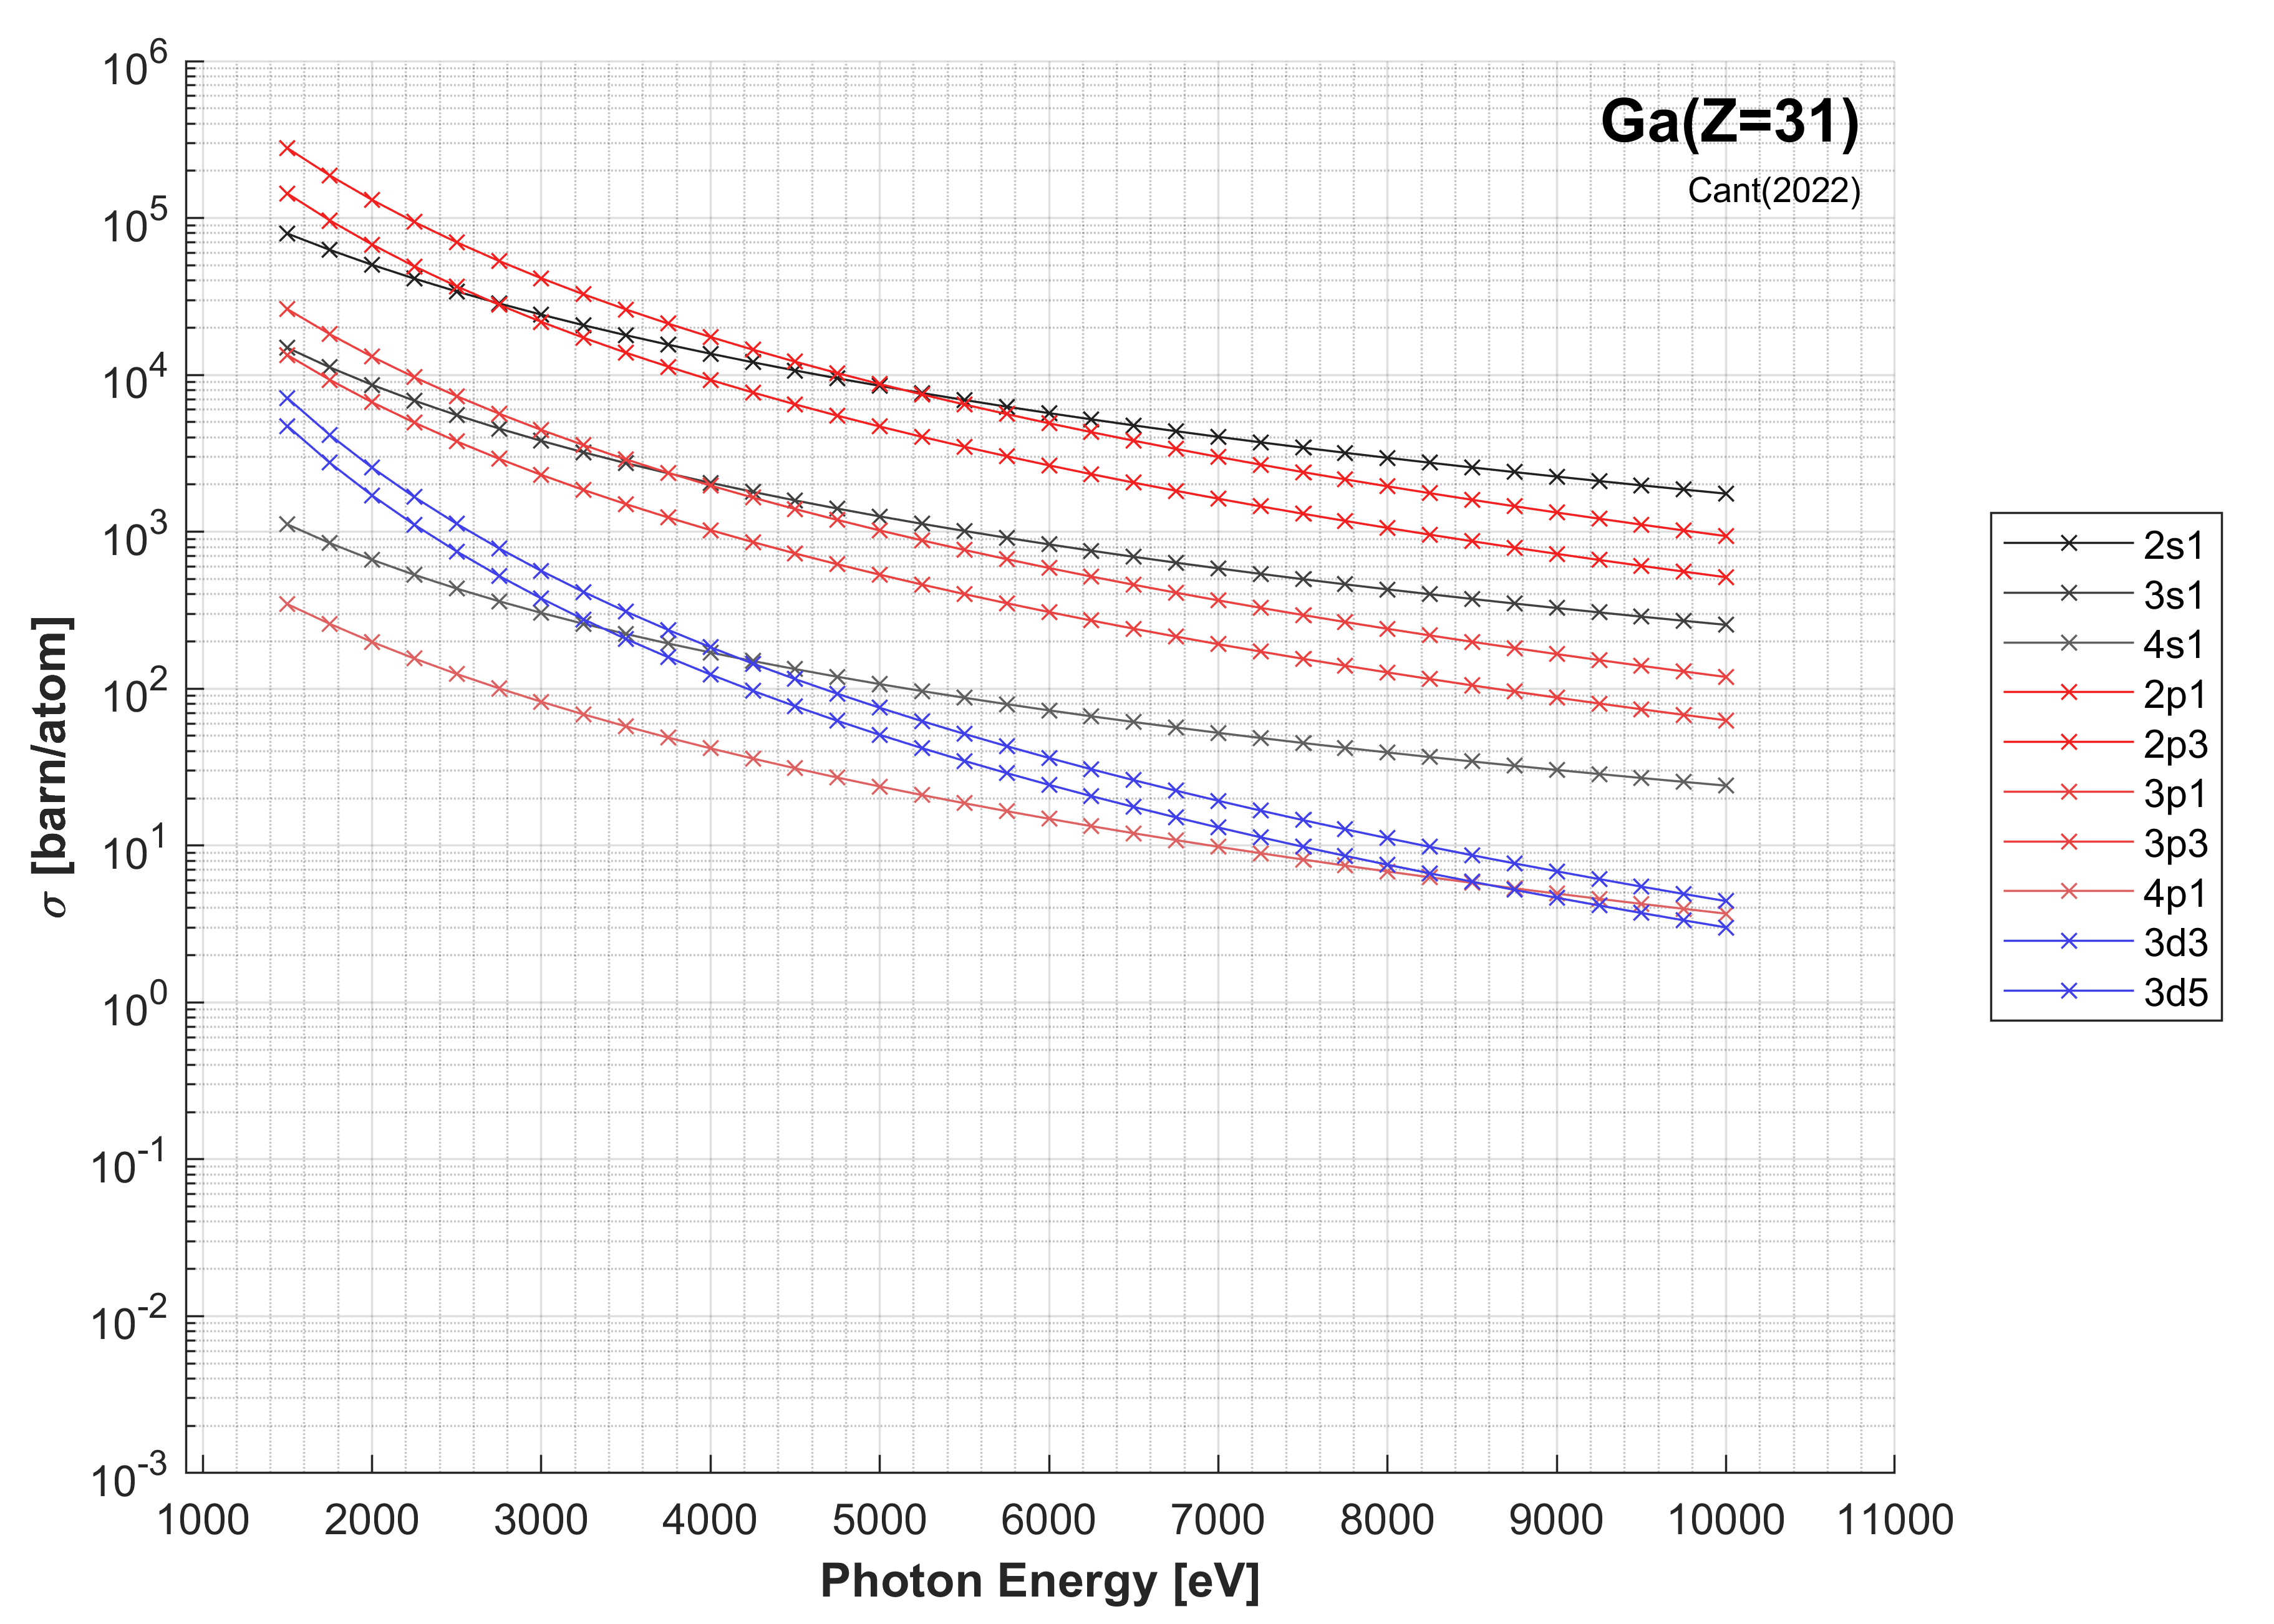 Ga(Z=31)
Cant(2022)
σ [barn/atom]
10^6
10^5
10^4
10^3
10^2
10^1
10^0
10^-1
10^-2
10^-3
1000 2000 3000 4000 5000 6000 7000 8000 9000 10000 11000
Photon Energy [eV]
2s1
3s1
4s1
2p1
2p3
3p1
3p3
4p1
3d3
3d5